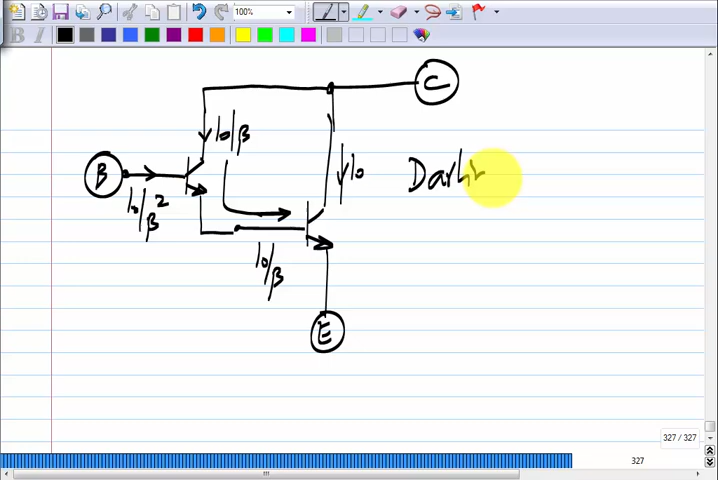 100%
B I
C
I0/β
B
I0
Darl
I0/β²
I0/β
E
327 / 327
327